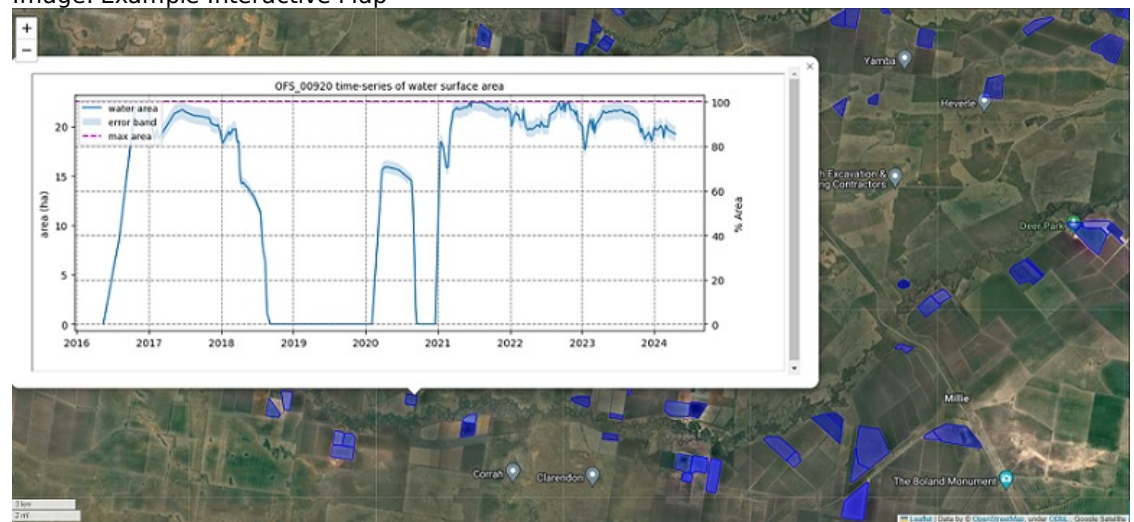 Image: Example Interactive Map
+
−
×
OFS_00920 time-series of water surface area
water area
error band
max area
area (ha)
20
15
10
5
0
100
80
60
40
20
0
% Area
2016 2017 2018 2019 2020 2021 2022 2023 2024
Yamba
Heverle
h Excavation &
ng Contractors
Deer Park
Millie
Corrah
Clarendon
The Boland Monument
3 km
2 mi
Leaflet | Data by © OpenStreetMap, under ODbL, Google Satellite